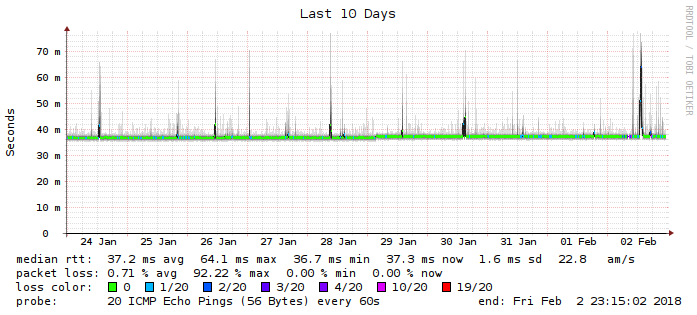 Last 10 Days
RRDTOOL / TOBI OETIKER
Seconds
70 m
60 m
50 m
40 m
30 m
20 m
10 m
0
24 Jan 25 Jan 26 Jan 27 Jan 28 Jan 29 Jan 30 Jan 31 Jan 01 Feb 02 Feb
median rtt: 37.2 ms avg 64.1 ms max 36.7 ms min 37.3 ms now 1.6 ms sd 22.8 am/s
packet loss: 0.71 % avg 92.22 % max 0.00 % min 0.00 % now
loss color: 0 1/20 2/20 3/20 4/20 10/20 19/20
probe: 20 ICMP Echo Pings (56 Bytes) every 60s end: Fri Feb 2 23:15:02 2018